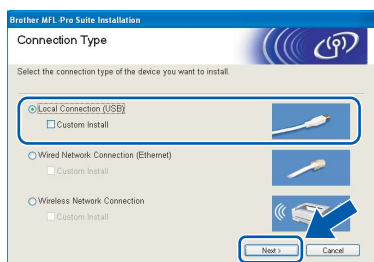 Brother MFL-Pro Suite Installation
Connection Type
Select the connection type of the device you want to install.
Local Connection (USB)
Custom Install
Wired Network Connection (Ethernet)
Custom Install
Wireless Network Connection
Custom Install
Next >
Cancel